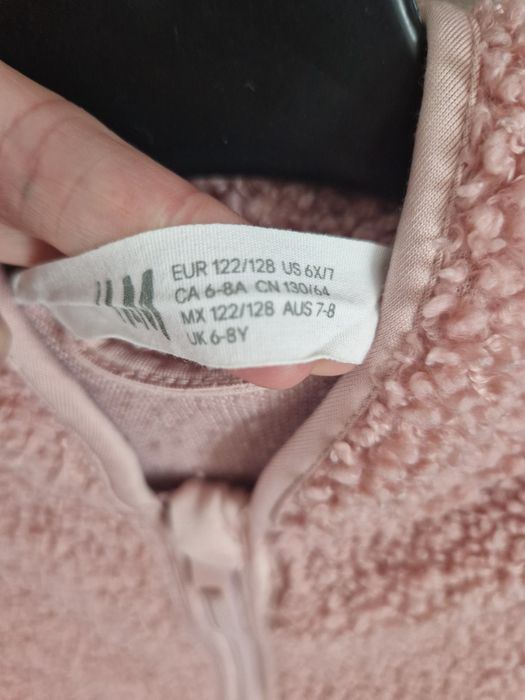 H&M
EUR 122/128 US 6X/7
CA 6-8A CN 130/64
MX 122/128 AUS 7-8
UK 6-8Y